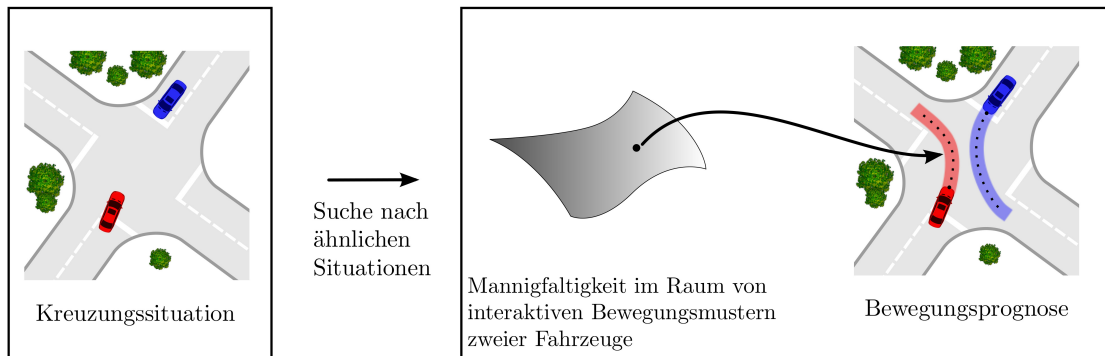 Kreuzungssituation
Suche nach
ähnlichen
Situationen
Mannigfaltigkeit im Raum von
interaktiven Bewegungsmustern
zweier Fahrzeuge
Bewegungsprognose